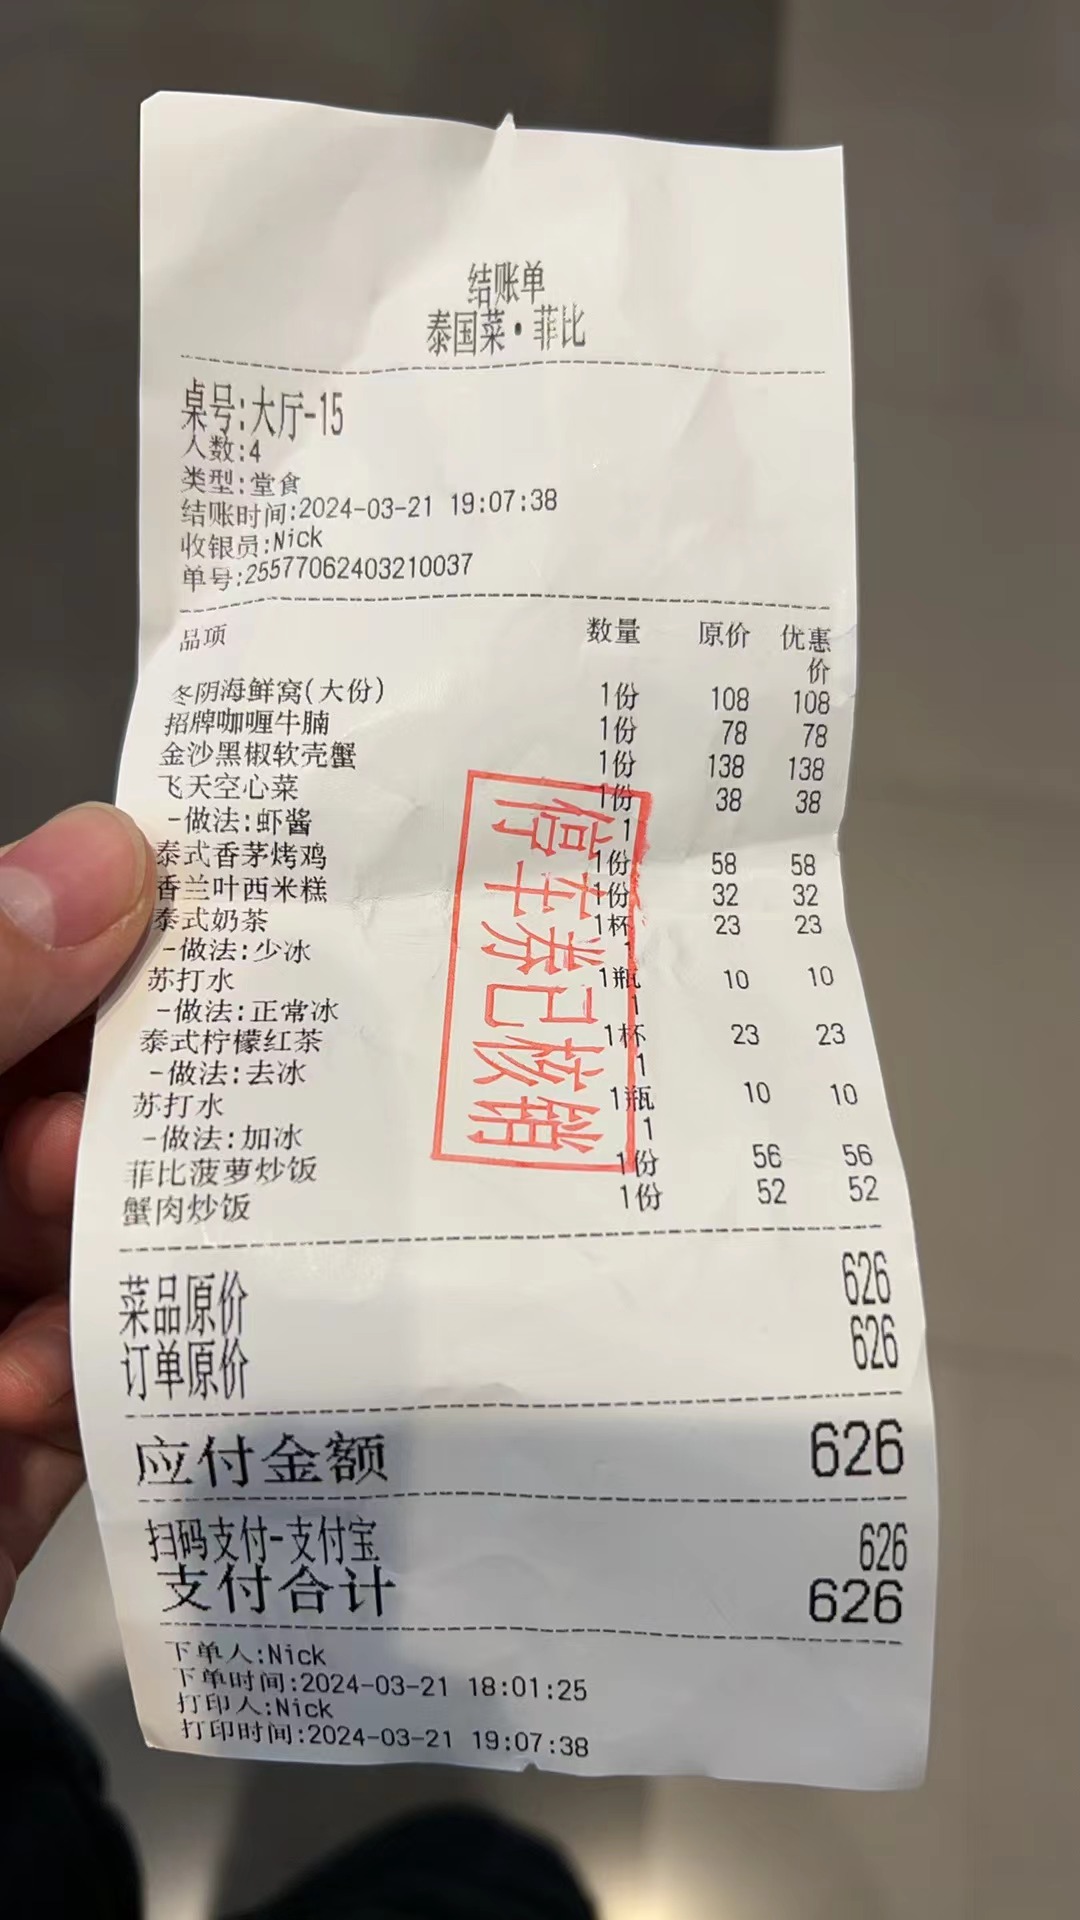 结账单
泰国菜·菲比
桌号:大厅-15
人数:4
类型:堂食
结账时间:2024-03-21 19:07:38
收银员:Nick
单号:25577062403210037
品项 数量 原价 优惠价
冬阴海鲜窝(大份) 1份 108 108
招牌咖喱牛腩 1份 78 78
金沙黑椒软壳蟹 1份 138 138
飞天空心菜 1份 38 38
-做法:虾酱 1
泰式香茅烤鸡 1份 58 58
香兰叶西米糕 1份 32 32
泰式奶茶 1杯 23 23
-做法:少冰 1
苏打水 1瓶 10 10
-做法:正常冰 1
泰式柠檬红茶 1杯 23 23
-做法:去冰 1
苏打水 1瓶 10 10
-做法:加冰 1
菲比菠萝炒饭 1份 56 56
蟹肉炒饭 1份 52 52
停车券已核销
菜品原价 626
订单原价 626
应付金额 626
扫码支付-支付宝 626
支付合计 626
下单人:Nick
下单时间:2024-03-21 18:01:25
打印人:Nick
打印时间:2024-03-21 19:07:38